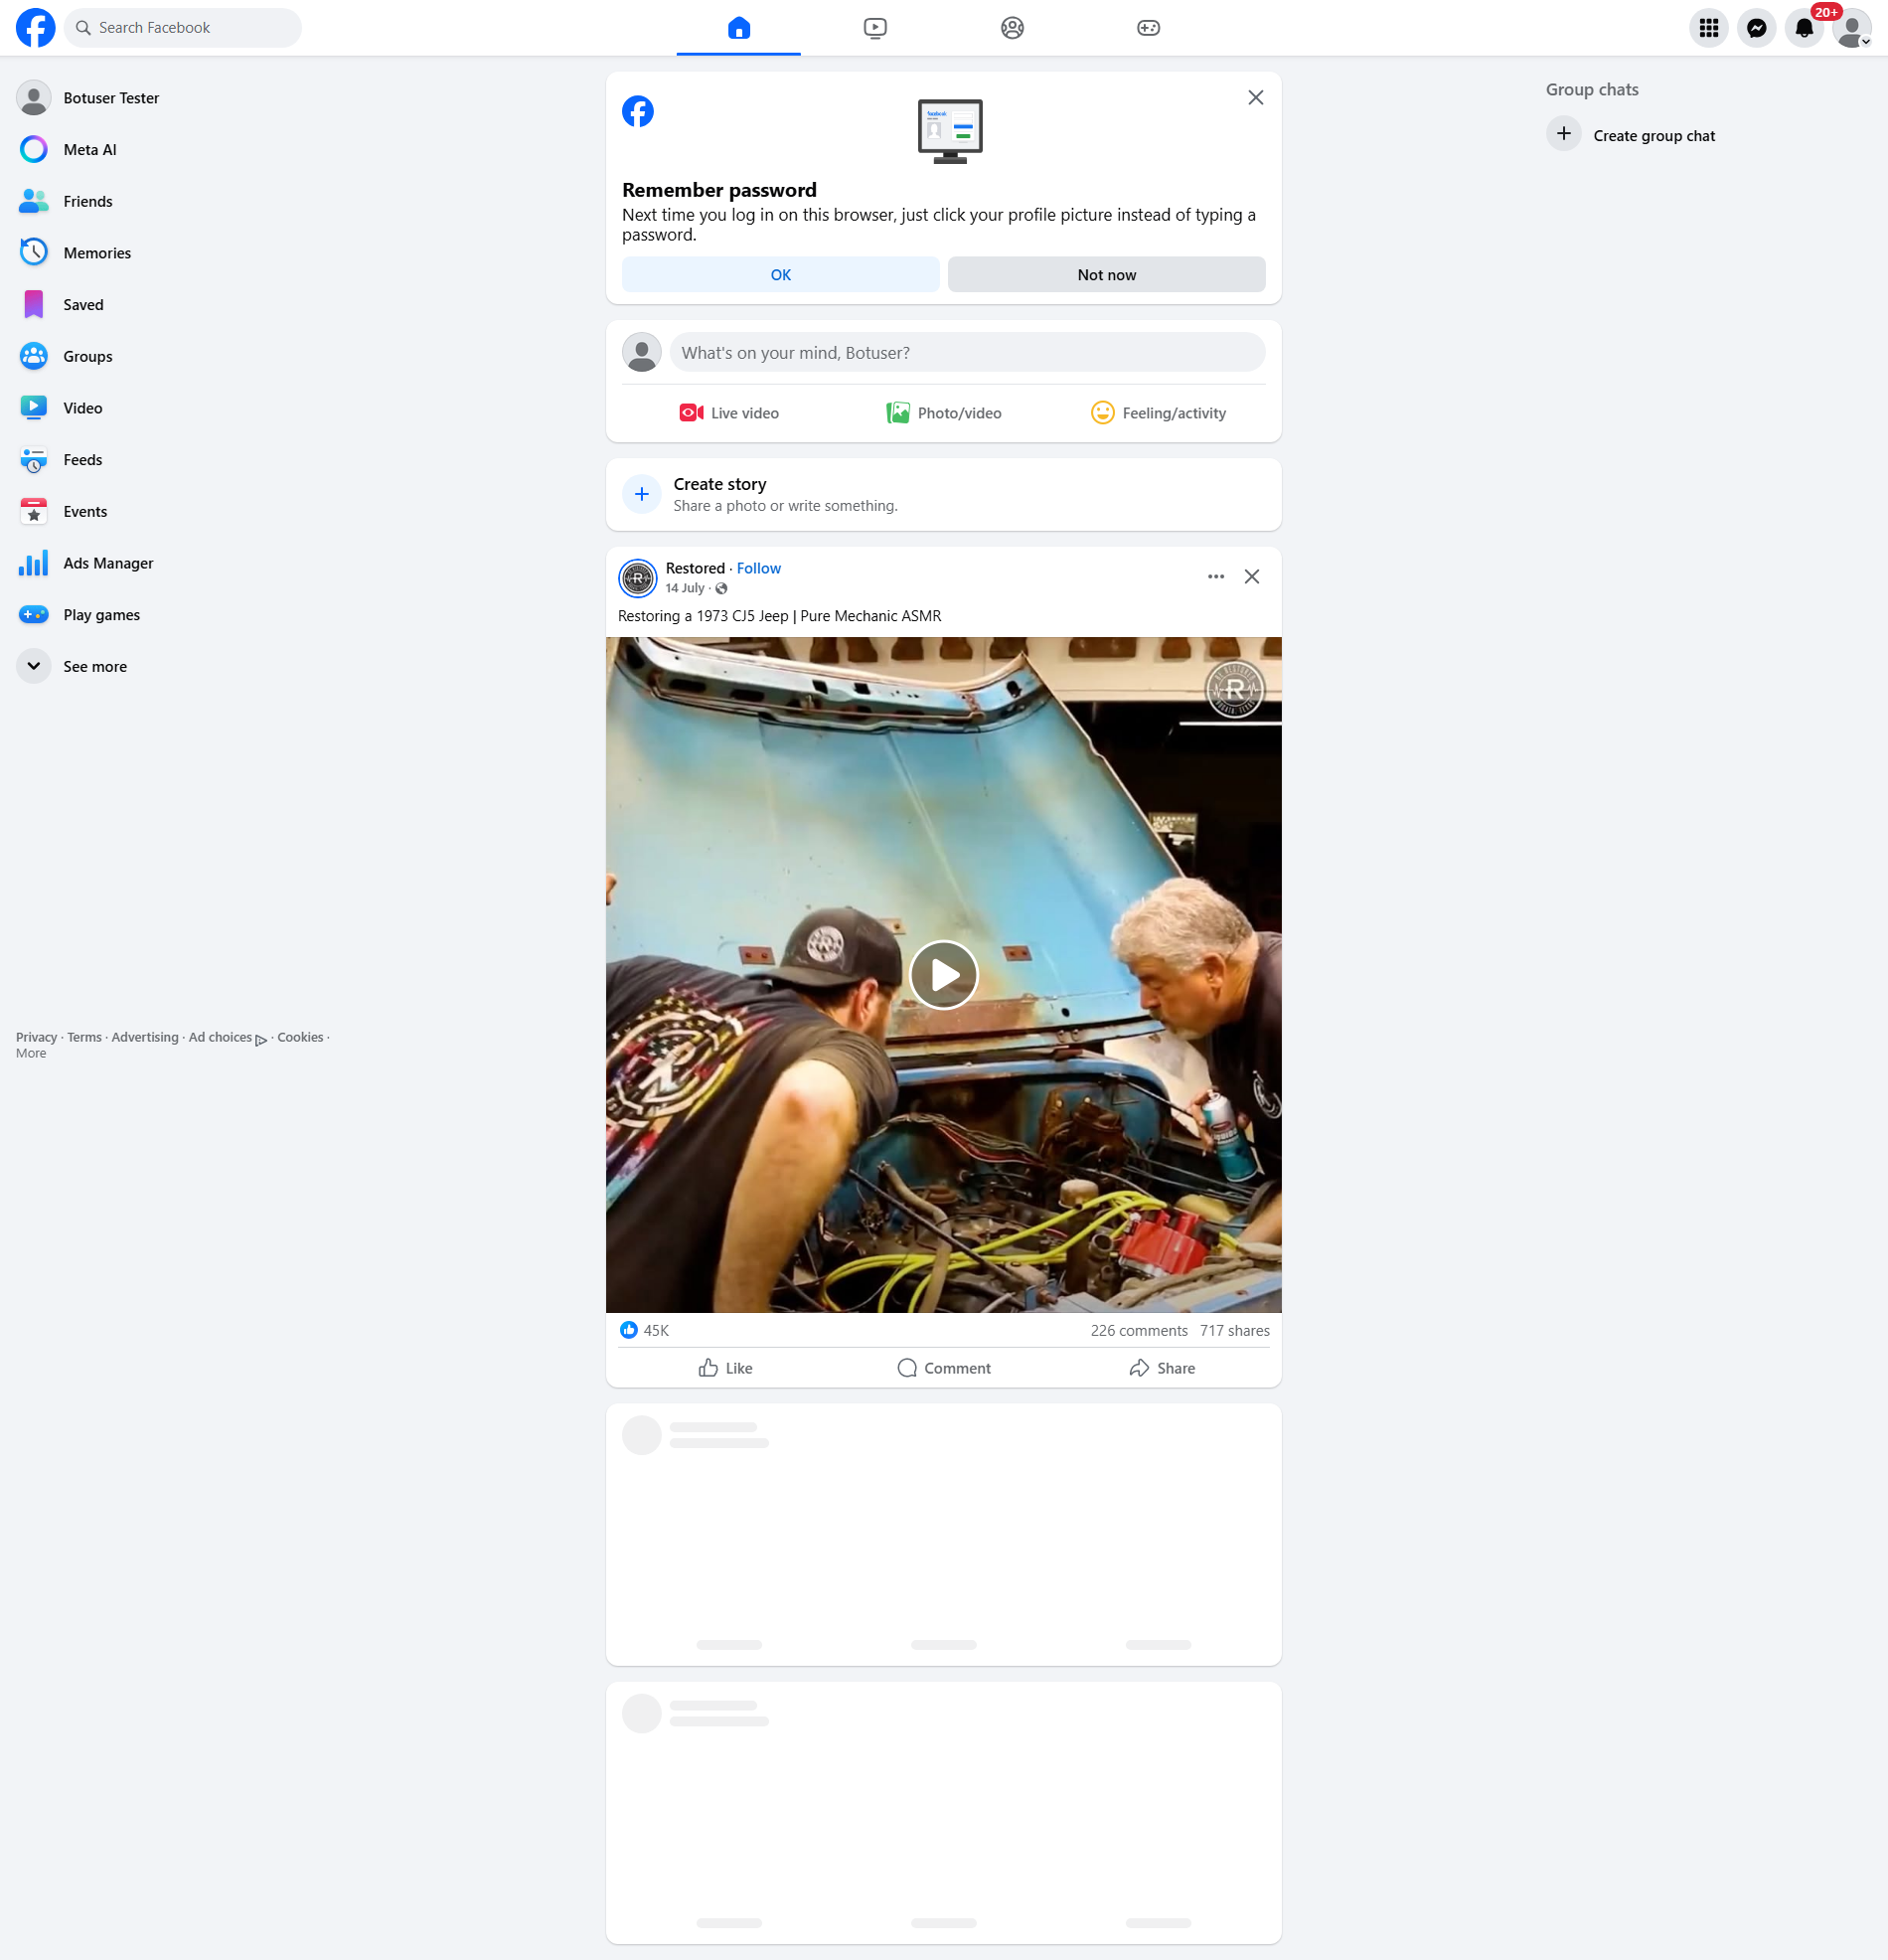 Search Facebook
20+
Botuser Tester
Meta AI
Friends
Memories
Saved
Groups
Video
Feeds
Events
Ads Manager
Play games
See more
Privacy · Terms · Advertising · Ad choices · Cookies ·
More
Remember password
Next time you log in on this browser, just click your profile picture instead of typing a
password.
OK
Not now
What's on your mind, Botuser?
Live video
Photo/video
Feeling/activity
Create story
Share a photo or write something.
Restored · Follow
14 July ·
Restoring a 1973 CJ5 Jeep | Pure Mechanic ASMR
R
45K
226 comments 717 shares
Like
Comment
Share
Group chats
Create group chat